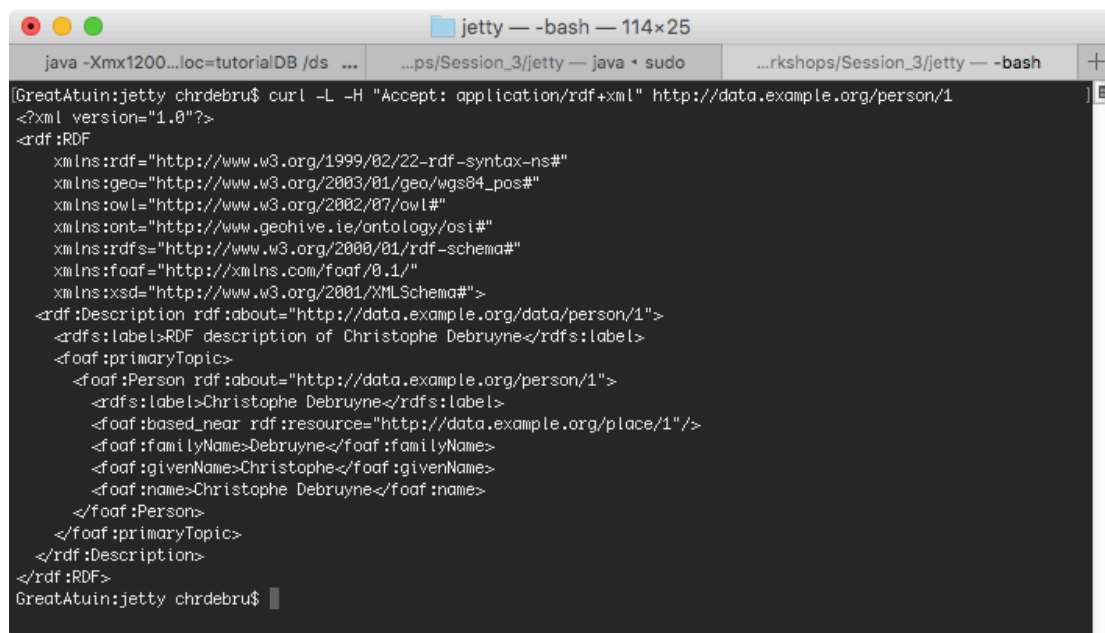 jetty — -bash — 114×25
java -Xmx1200...loc=tutorialDB /ds ...
...ps/Session_3/jetty — java ◂ sudo
...rkshops/Session_3/jetty — -bash
+
[GreatAtuin:jetty chrdebru$ curl -L -H "Accept: application/rdf+xml" http://data.example.org/person/1 ]
<?xml version="1.0"?>
<rdf:RDF
    xmlns:rdf="http://www.w3.org/1999/02/22-rdf-syntax-ns#"
    xmlns:geo="http://www.w3.org/2003/01/geo/wgs84_pos#"
    xmlns:owl="http://www.w3.org/2002/07/owl#"
    xmlns:ont="http://www.geohive.ie/ontology/osi#"
    xmlns:rdfs="http://www.w3.org/2000/01/rdf-schema#"
    xmlns:foaf="http://xmlns.com/foaf/0.1/"
    xmlns:xsd="http://www.w3.org/2001/XMLSchema#">
  <rdf:Description rdf:about="http://data.example.org/data/person/1">
    <rdfs:label>RDF description of Christophe Debruyne</rdfs:label>
    <foaf:primaryTopic>
      <foaf:Person rdf:about="http://data.example.org/person/1">
        <rdfs:label>Christophe Debruyne</rdfs:label>
        <foaf:based_near rdf:resource="http://data.example.org/place/1"/>
        <foaf:familyName>Debruyne</foaf:familyName>
        <foaf:givenName>Christophe</foaf:givenName>
        <foaf:name>Christophe Debruyne</foaf:name>
      </foaf:Person>
    </foaf:primaryTopic>
  </rdf:Description>
</rdf:RDF>
GreatAtuin:jetty chrdebru$